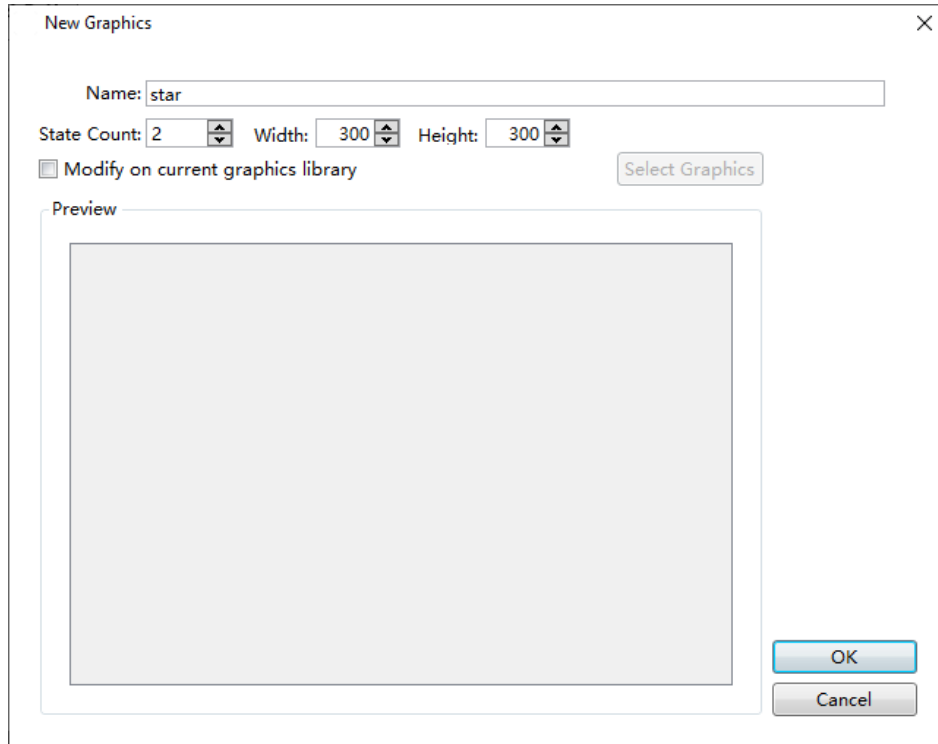 New Graphics
Name: star
State Count: 2 Width: 300 Height: 300
Modify on current graphics library Select Graphics
Preview
OK
Cancel